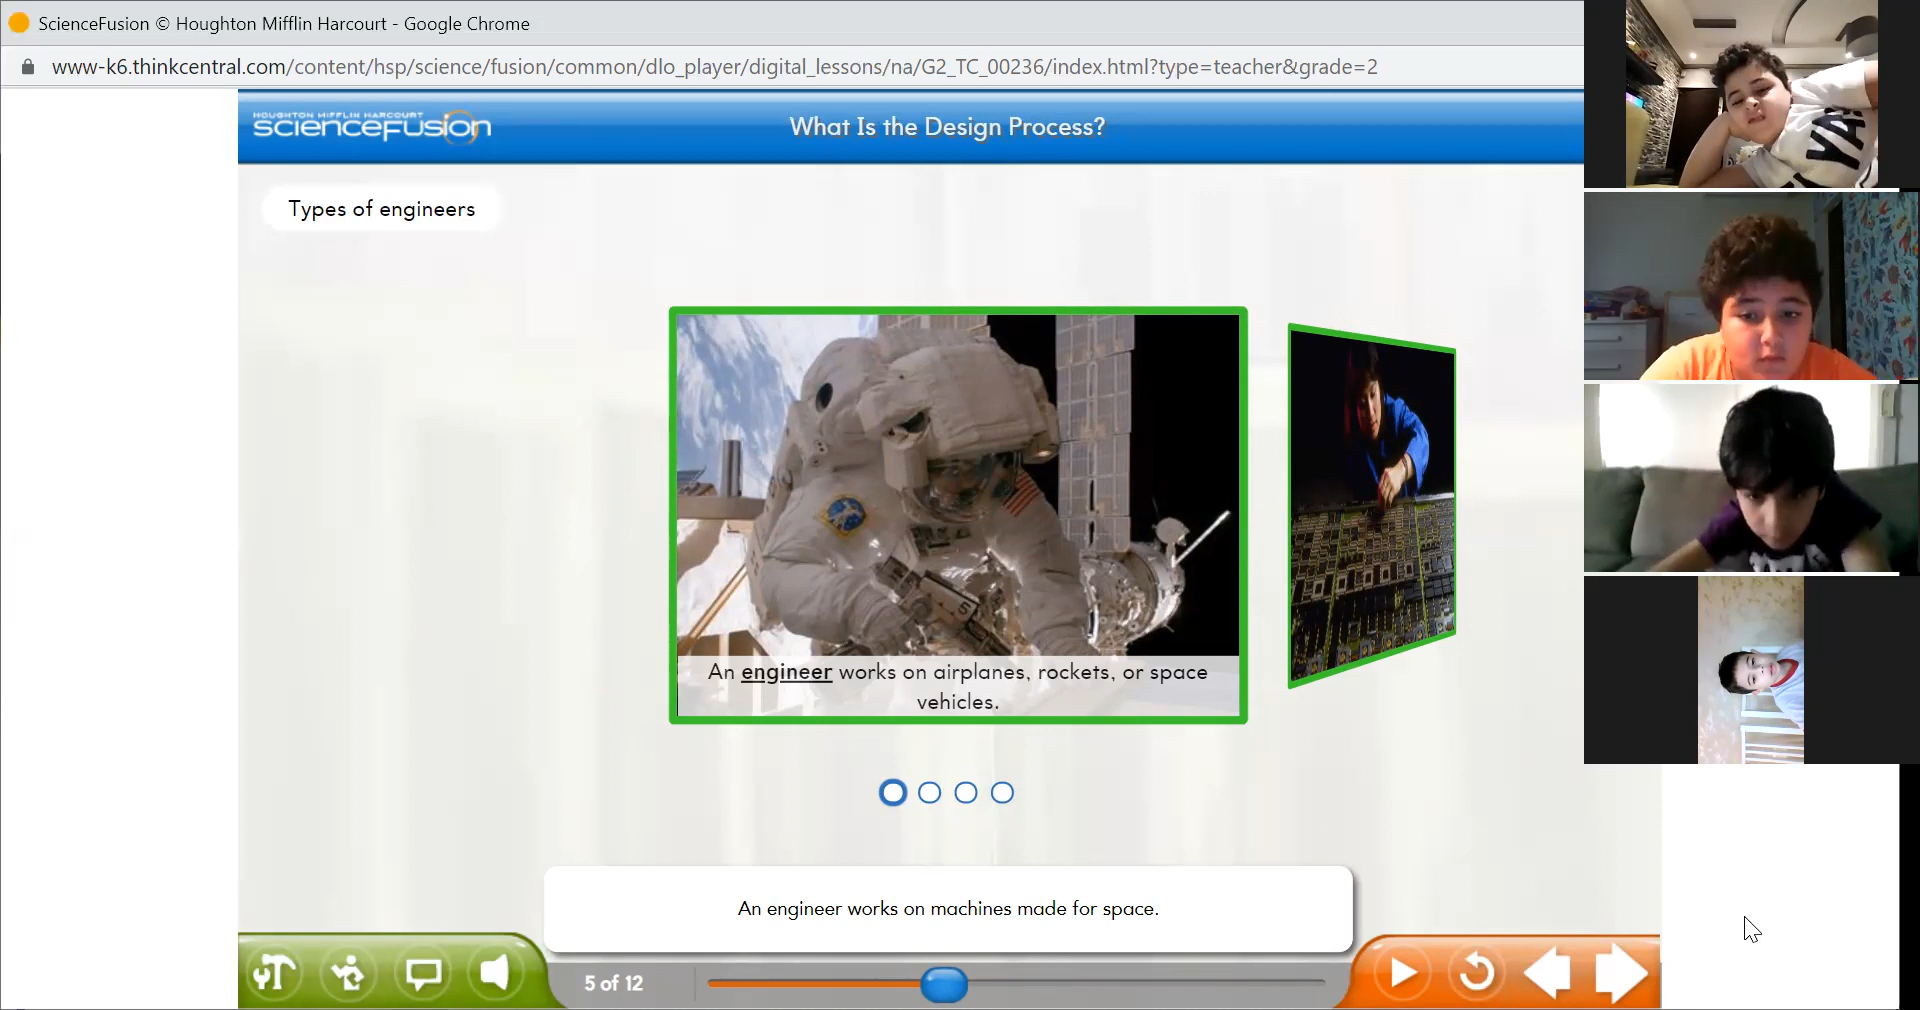 ScienceFusion © Houghton Mifflin Harcourt - Google Chrome
www-k6.thinkcentral.com/content/hsp/science/fusion/common/dlo_player/digital_lessons/na/G2_TC_00236/index.html?type=teacher&grade=2
HOUGHTON MIFFLIN HARCOURT
scienceFusion
What Is the Design Process?
Types of engineers
An engineer works on airplanes, rockets, or space
vehicles.
An engineer works on machines made for space.
5 of 12